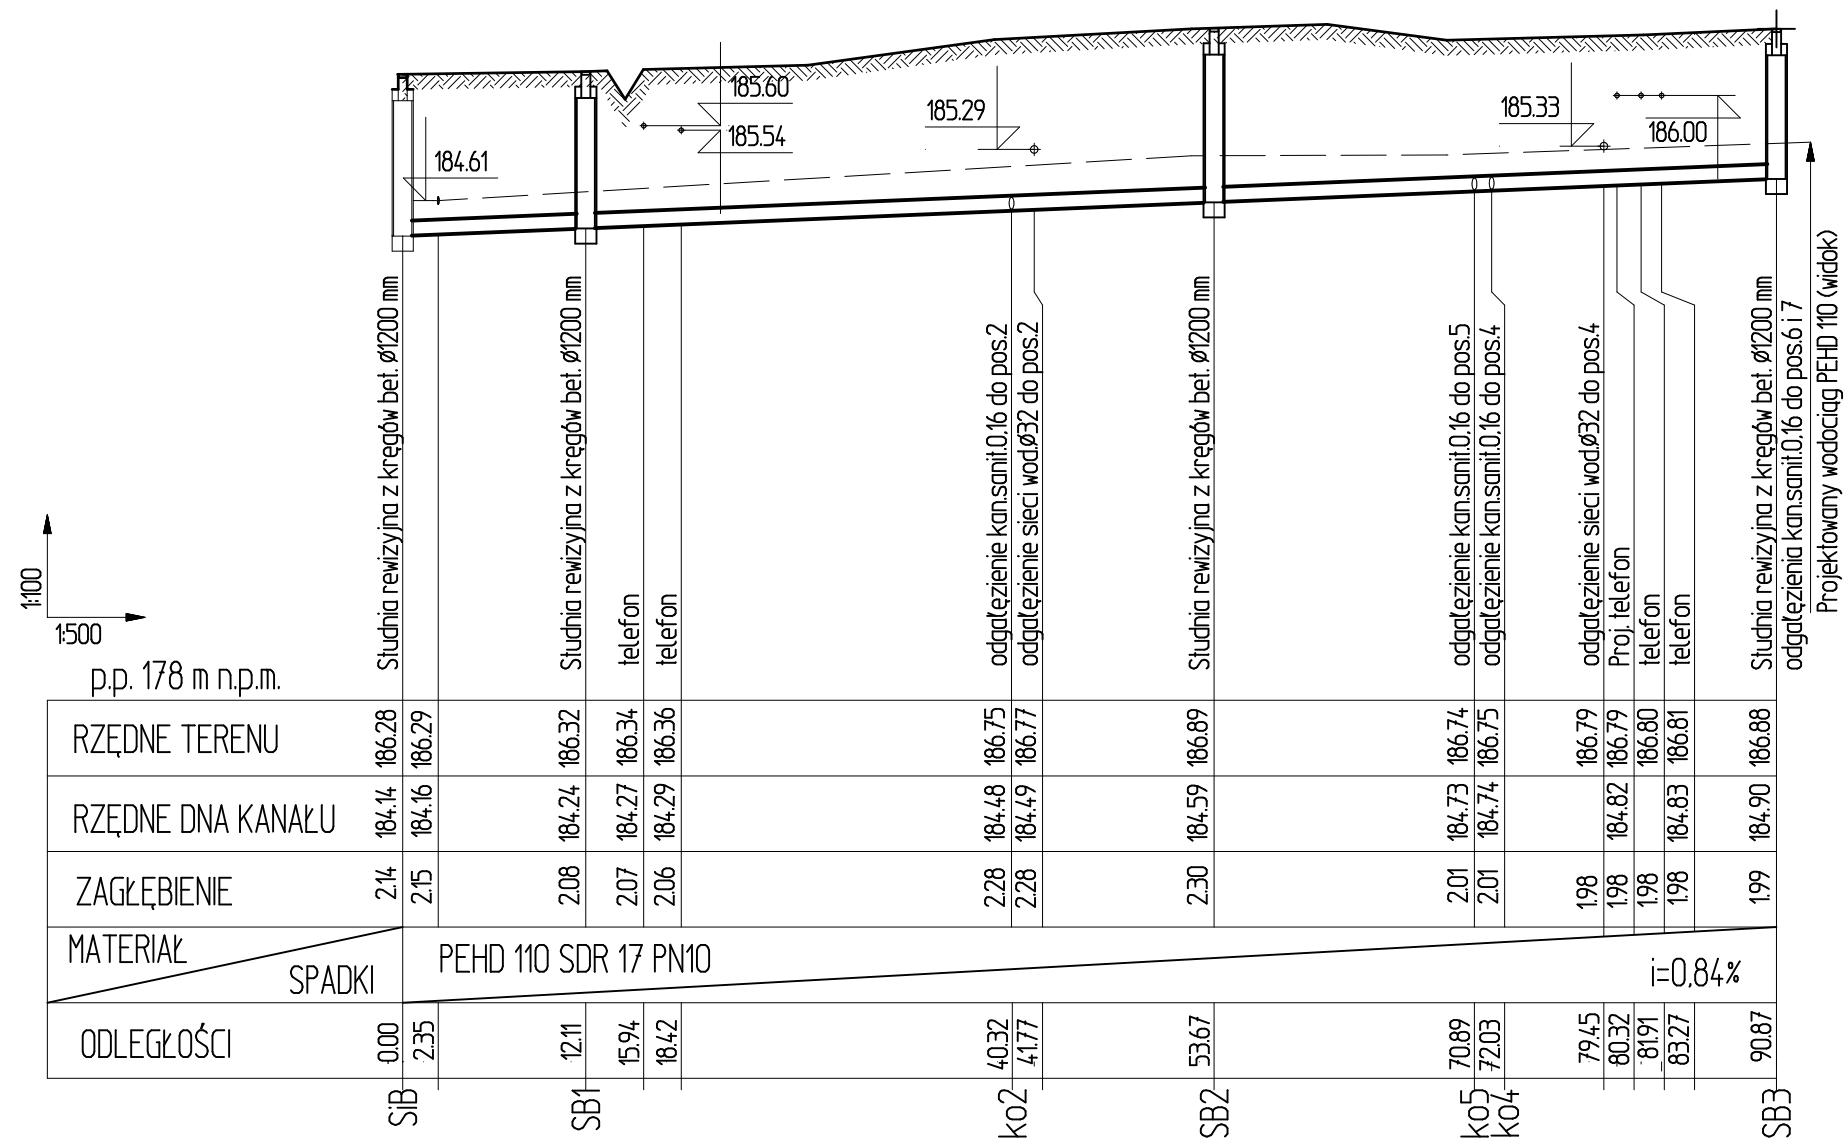 185.60
185.54
184.61
185.29
185.33
186.00
Studnia rewizyjna z kręgów bet. Ø1200 mm
Studnia rewizyjna z kręgów bet. Ø1200 mm
telefon
telefon
odgałęzienie kan.sanit.0,16 do pos.2
odgałęzienie sieci wod.Ø32 do pos.2
Studnia rewizyjna z kręgów bet. Ø1200 mm
odgałęzienie kan.sanit.0,16 do pos.5
odgałęzienie kan.sanit.0,16 do pos.4
odgałęzienie sieci wod.Ø32 do pos.4
Proj. telefon
telefon
telefon
Studnia rewizyjna z kręgów bet. Ø1200 mm
odgałęzienia kan.sanit.0,16 do pos.6 i 7
Projektowany wodociąg PEHD 110 (widok)
1:100
1:500
p.p. 178 m n.p.m.
RZĘDNE TERENU 186.28 186.29 186.32 186.34 186.36 186.75 186.77 186.89 186.74 186.75 186.79 186.79 186.80 186.81 186.88
RZĘDNE DNA KANAŁU 184.14 184.16 184.24 184.27 184.29 184.48 184.49 184.59 184.73 184.74 184.82 184.83 184.90
ZAGŁĘBIENIE 2.14 2.15 2.08 2.07 2.06 2.28 2.28 2.30 2.01 2.01 1.98 1.98 1.98 1.98 1.99
MATERIAŁ
SPADKI
PEHD 110 SDR 17 PN10
i=0,84%
ODLEGŁOŚCI 0.00 2.35 12.11 15.94 18.42 40.32 41.77 53.67 70.89 72.03 79.45 80.32 81.91 83.27 90.87
SiB SB1 ko2 SB2 ko5 ko4 SB3